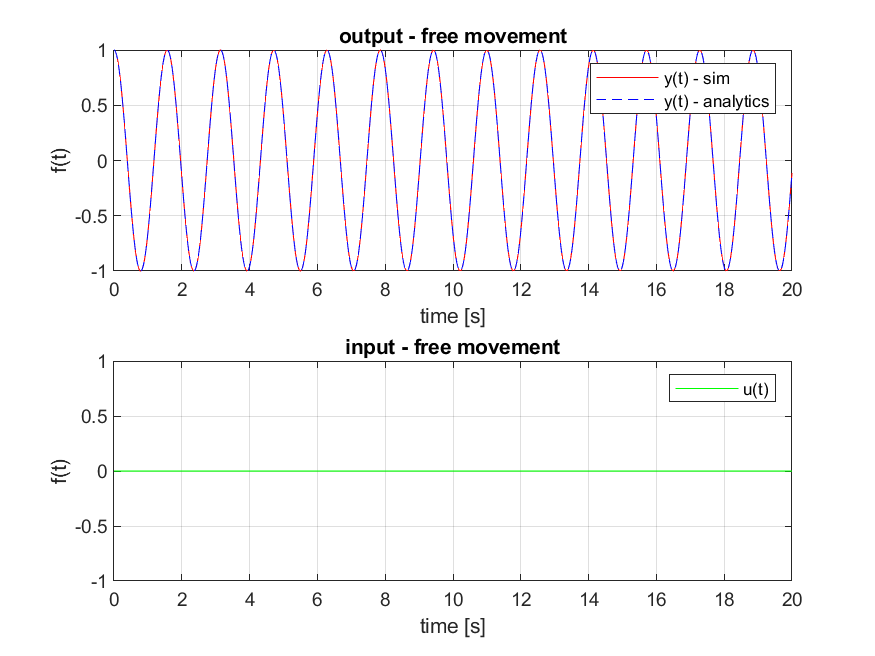 output - free movement
1
0.5
0
-0.5
-1
f(t)
y(t) - sim
y(t) - analytics
0 2 4 6 8 10 12 14 16 18 20
time [s]
input - free movement
1
0.5
0
-0.5
-1
f(t)
u(t)
0 2 4 6 8 10 12 14 16 18 20
time [s]